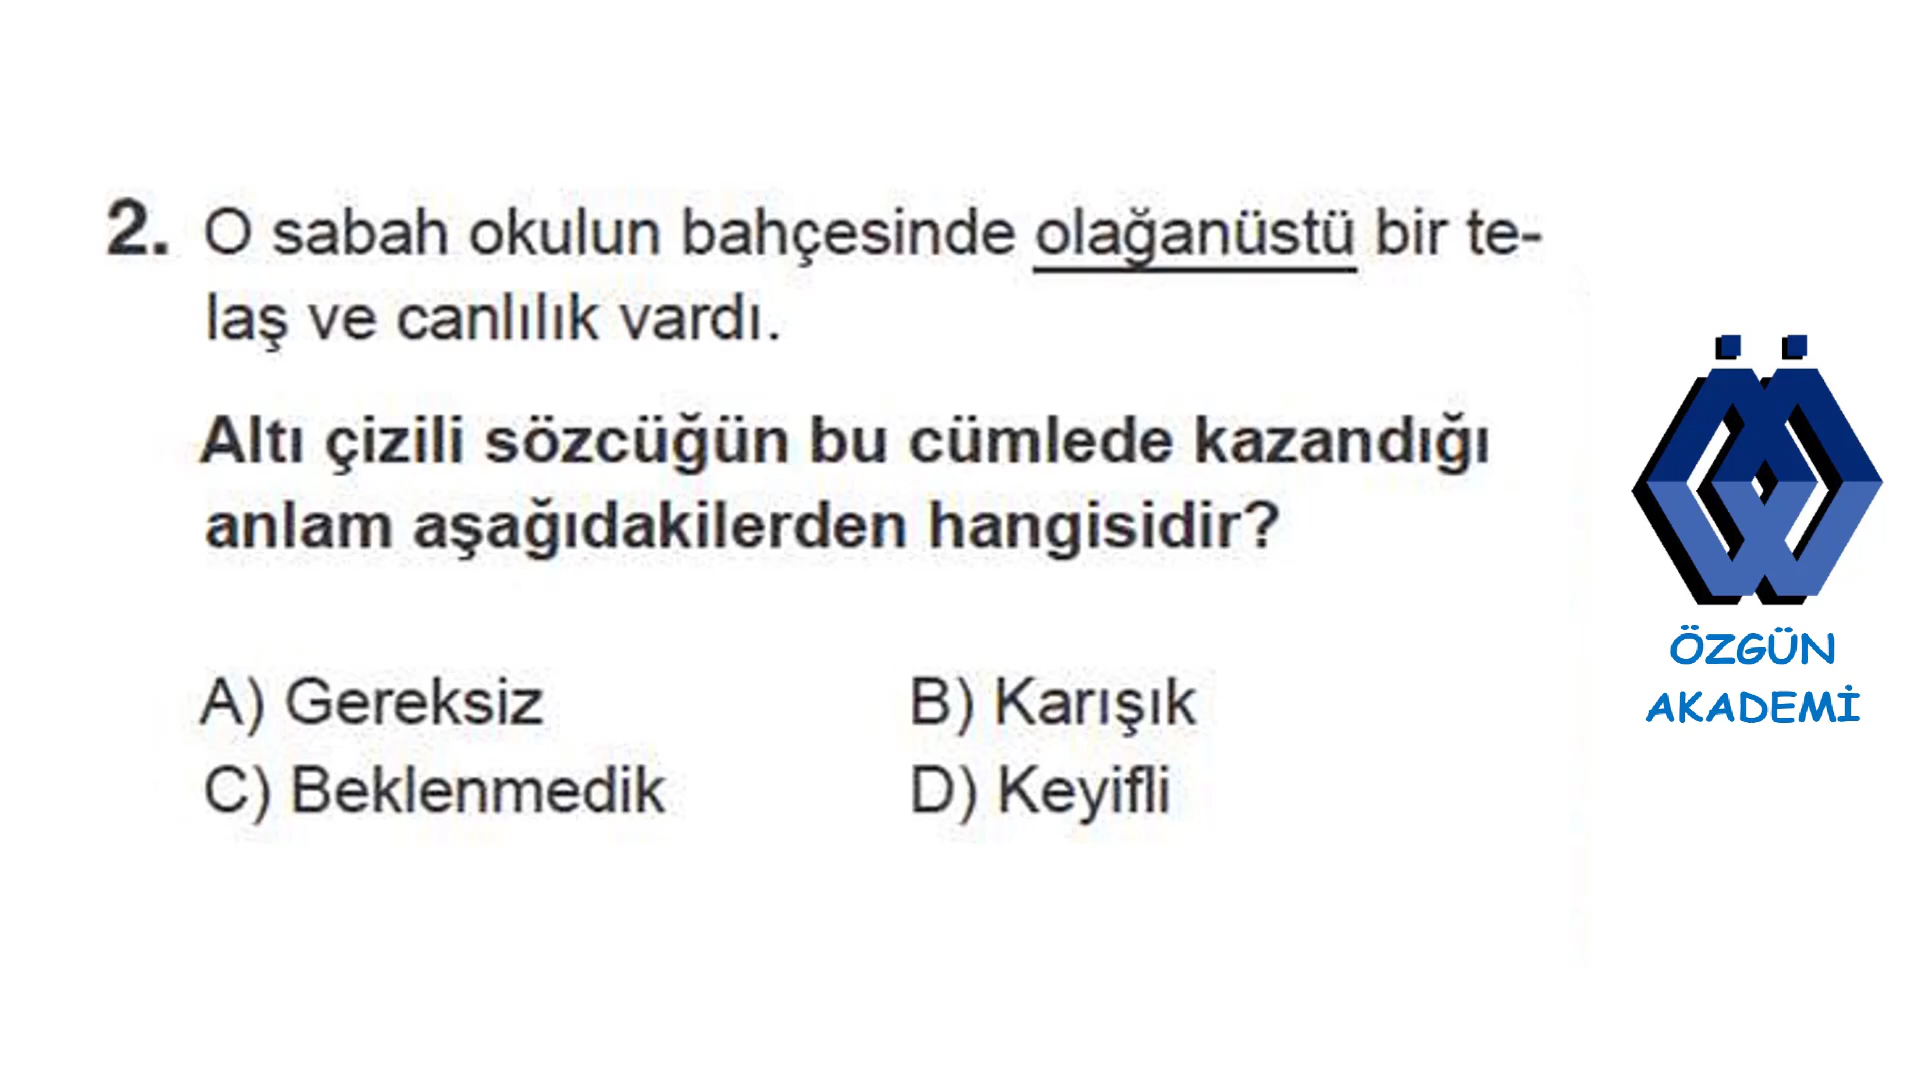 2. O sabah okulun bahçesinde olağanüstü bir te-
laş ve canlılık vardı.
Altı çizili sözcüğün bu cümlede kazandığı
anlam aşağıdakilerden hangisidir?
A) Gereksiz B) Karışık
C) Beklenmedik D) Keyifli
ÖZGÜN
AKADEMİ